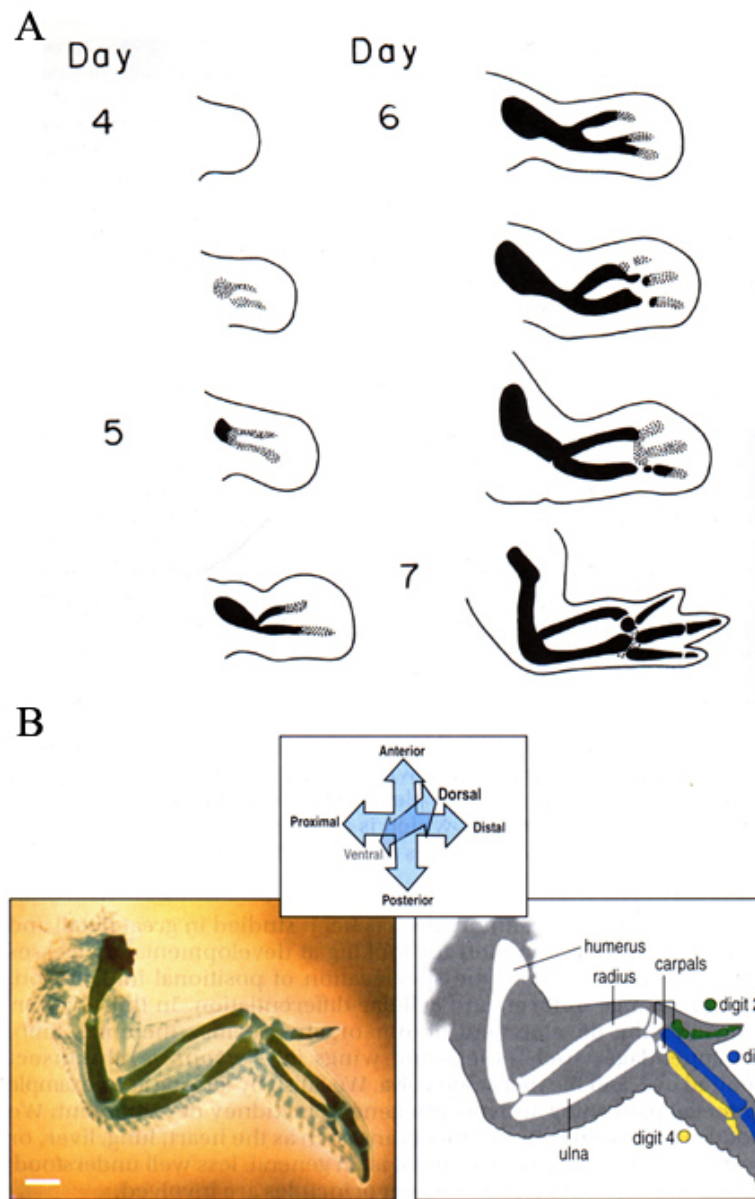 A
Day
Day
4
6
5
7
B
Anterior
Dorsal
Proximal
Distal
Ventral
Posterior
humerus
radius
carpals
digit 2
di
digit 4
ulna